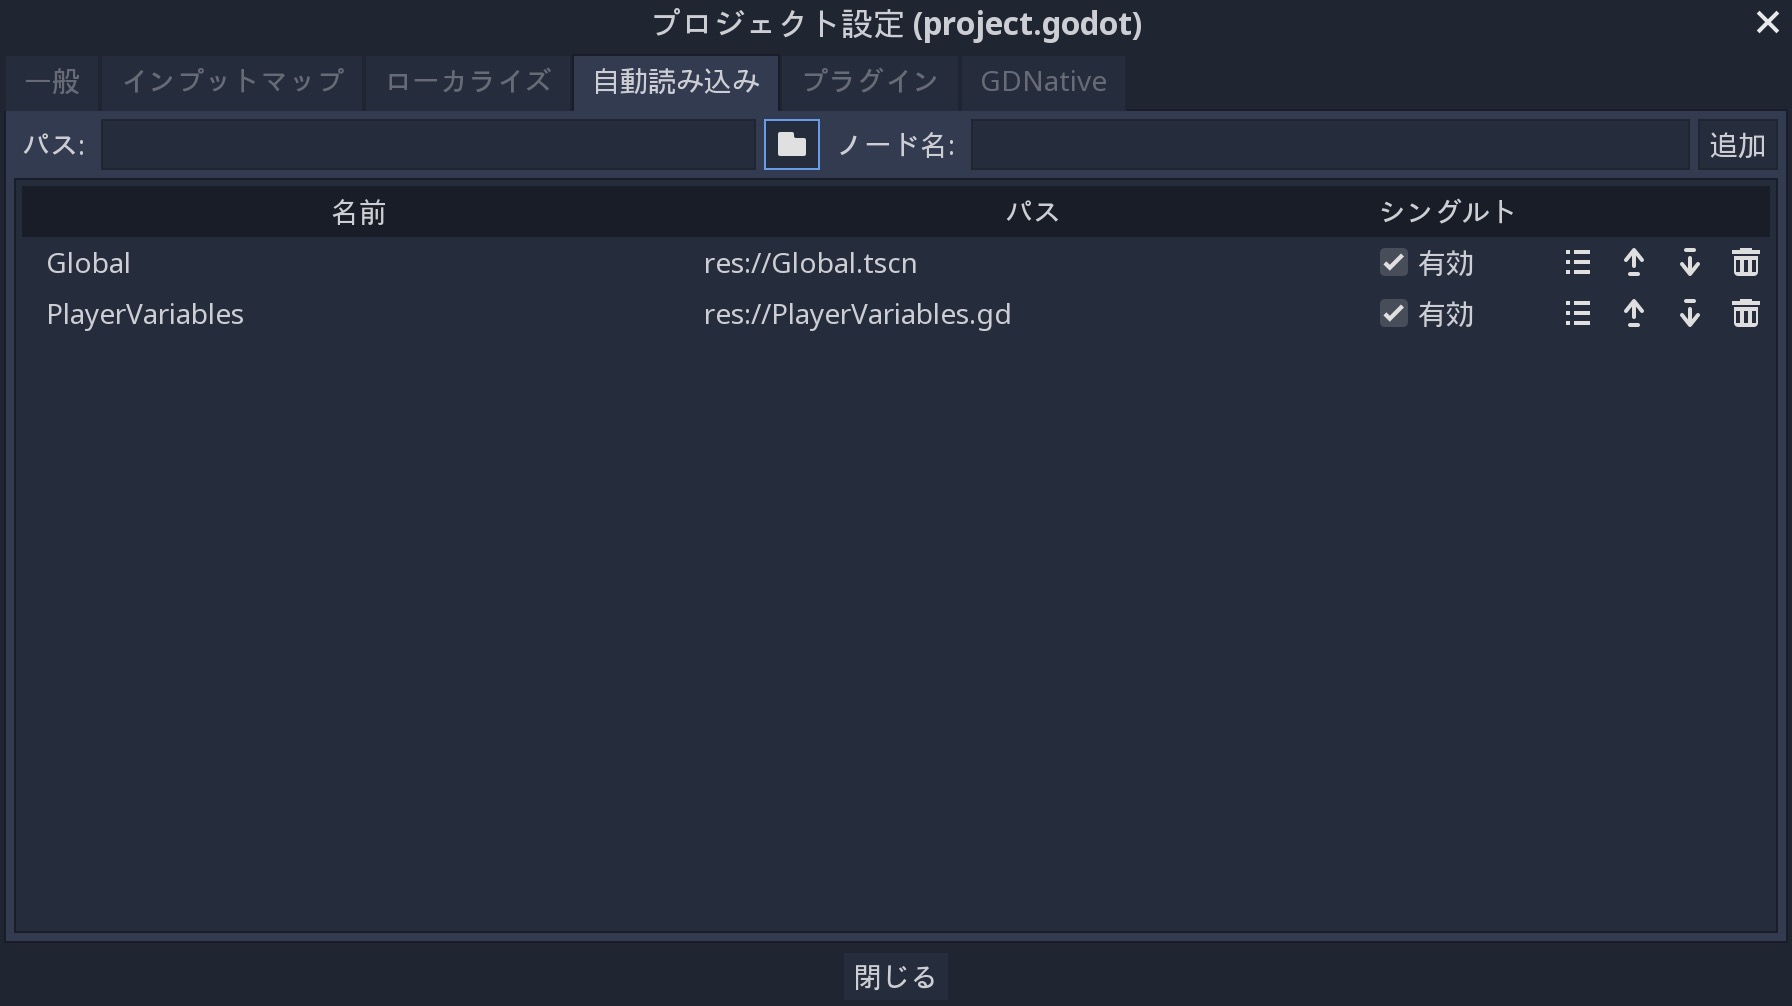 プロジェクト設定 (project.godot)
一般 インプットマップ ローカライズ 自動読み込み プラグイン GDNative
パス: ノード名: 追加
名前 パス シングルト
Global res://Global.tscn 有効
PlayerVariables res://PlayerVariables.gd 有効
閉じる